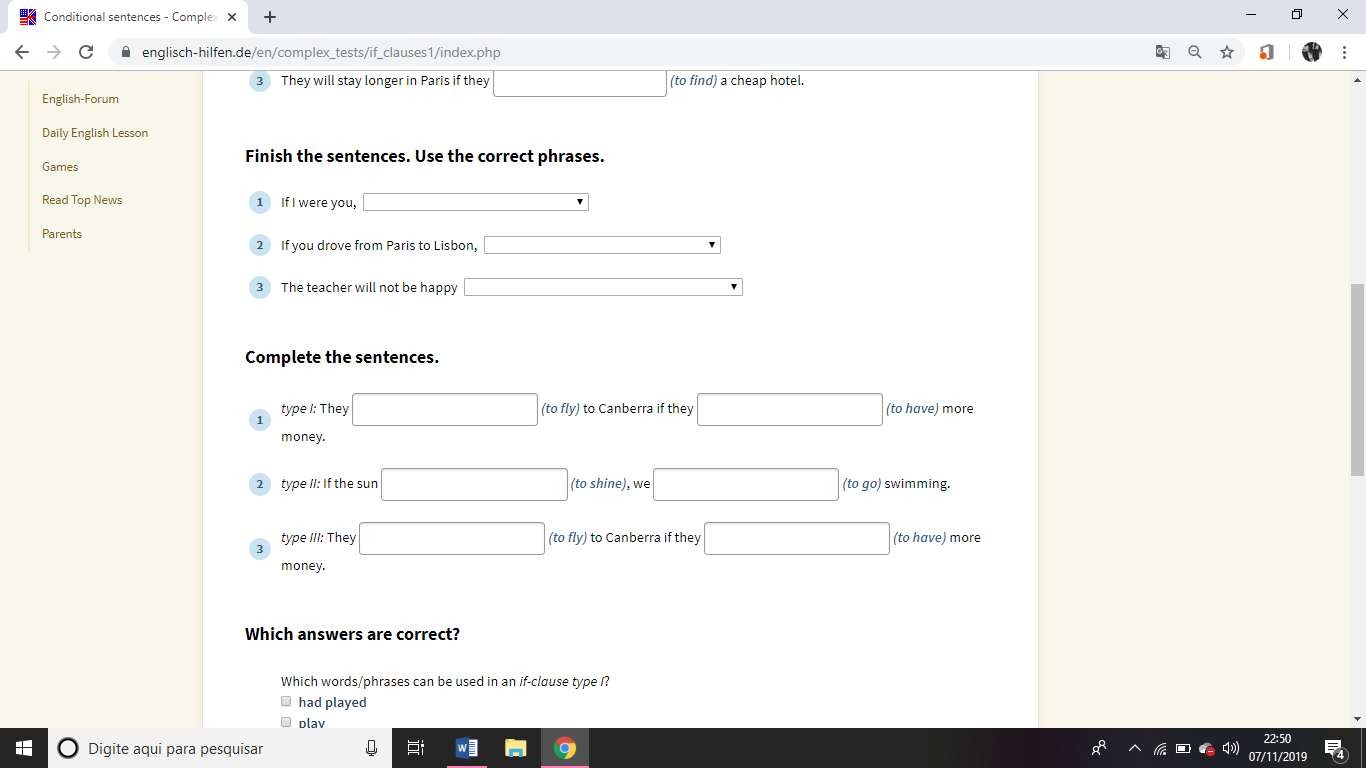 Conditional sentences - Complex
englisch-hilfen.de/en/complex_tests/if_clauses1/index.php
English-Forum
Daily English Lesson
Games
Read Top News
Parents
3 They will stay longer in Paris if they (to find) a cheap hotel.
Finish the sentences. Use the correct phrases.
1 If I were you,
2 If you drove from Paris to Lisbon,
3 The teacher will not be happy
Complete the sentences.
1 type I: They (to fly) to Canberra if they (to have) more
money.
2 type II: If the sun (to shine), we (to go) swimming.
3 type III: They (to fly) to Canberra if they (to have) more
money.
Which answers are correct?
Which words/phrases can be used in an if-clause type I?
had played
play
Digite aqui para pesquisar
22:50
07/11/2019
4